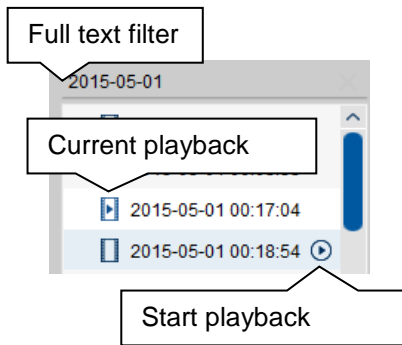 Full text filter
2015-05-01
Current playback
2015-05-01 00:17:04
2015-05-01 00:18:54
Start playback